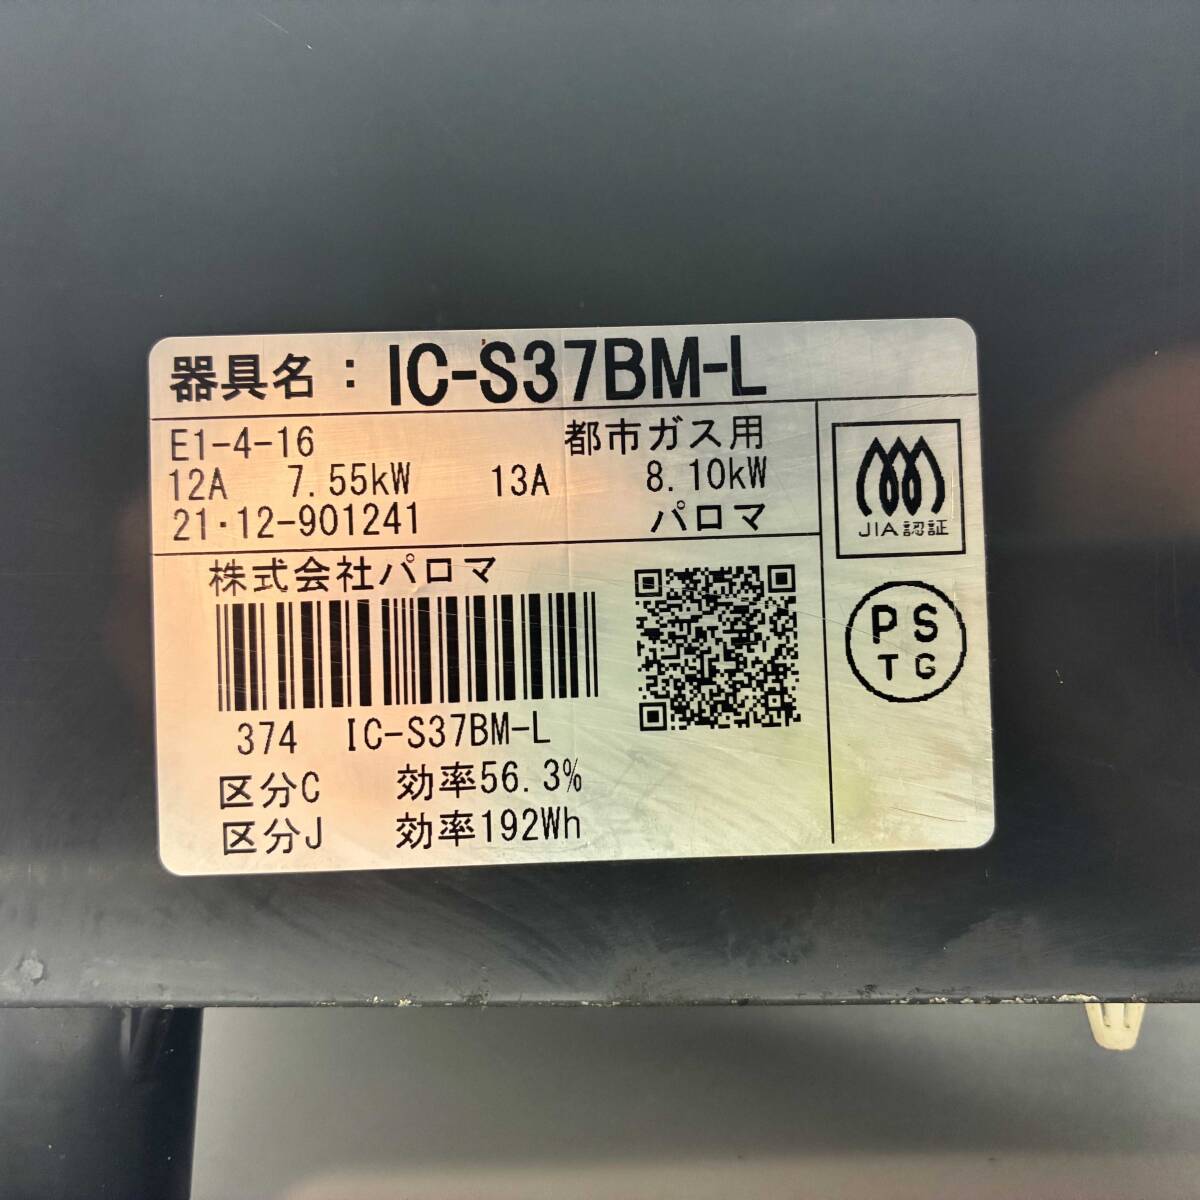 器具名：IC-S37BM-L
E1-4-16 都市ガス用
12A 7.55kW 13A 8.10kW
21・12-901241 パロマ
JIA認証
株式会社パロマ
PS
TG
374 IC-S37BM-L
区分C 効率56.3%
区分J 効率192Wh